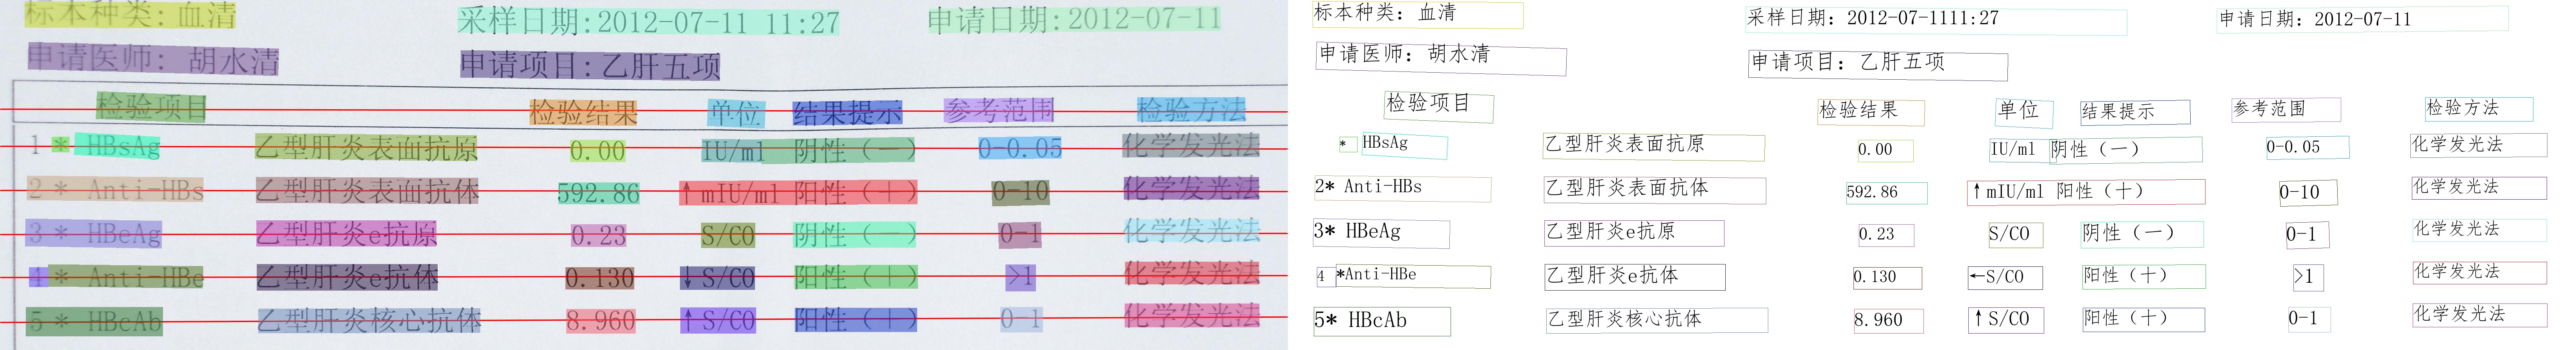 标本种类: 血清 采样日期:2012-07-11 11:27 申请日期:2012-07-11
申请医师: 胡水清 申请项目:乙肝五项
检验项目 检验结果 单位 结果提示 参考范围 检验方法
1 * HBsAg 乙型肝炎表面抗原 0.00 IU/ml 阴性（一） 0-0.05 化学发光法
2 * Anti-HBs 乙型肝炎表面抗体 592.86 ↑ mIU/ml 阳性（十） 0-10 化学发光法
3 * HBeAg 乙型肝炎e抗原 0.23 S/CO 阴性（一） 0-1 化学发光法
4 * Anti-HBe 乙型肝炎e抗体 0.130 ↓ S/CO 阳性（十） >1 化学发光法
5 * HBcAb 乙型肝炎核心抗体 8.960 ↑ S/CO 阳性（十） 0-1 化学发光法
标本种类: 血清 采样日期: 2012-07-1111:27 申请日期: 2012-07-11
申请医师: 胡水清 申请项目: 乙肝五项
检验项目 检验结果 单位 结果提示 参考范围 检验方法
* HBsAg 乙型肝炎表面抗原 0.00 IU/ml 阴性（一） 0-0.05 化学发光法
2* Anti-HBs 乙型肝炎表面抗体 592.86 ↑mIU/ml 阳性（十） 0-10 化学发光法
3* HBeAg 乙型肝炎e抗原 0.23 S/CO 阴性（一） 0-1 化学发光法
4 *Anti-HBe 乙型肝炎e抗体 0.130 ←S/CO 阳性（十） >1 化学发光法
5* HBcAb 乙型肝炎核心抗体 8.960 ↑S/CO 阳性（十） 0-1 化学发光法